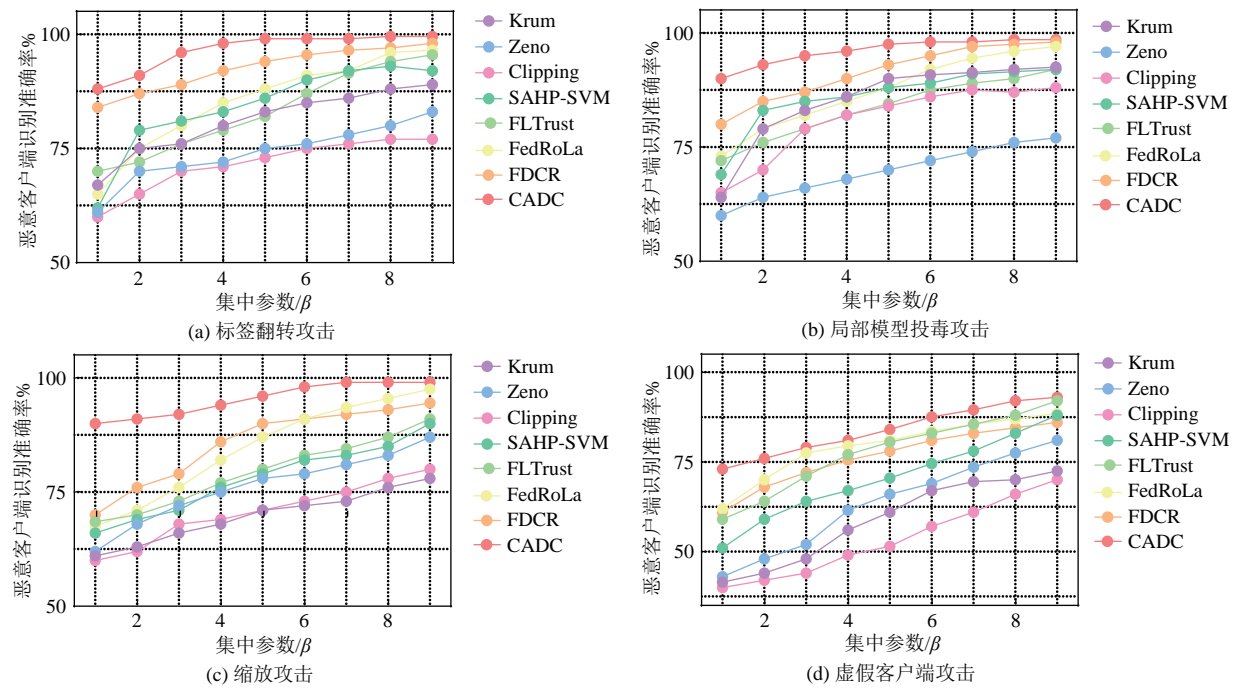 恶意客户端识别准确率%
100
75
50
2
4
6
8
集中参数/β
(a) 标签翻转攻击
Krum
Zeno
Clipping
SAHP-SVM
FLTrust
FedRoLa
FDCR
CADC
恶意客户端识别准确率%
100
75
50
2
4
6
8
集中参数/β
(b) 局部模型投毒攻击
Krum
Zeno
Clipping
SAHP-SVM
FLTrust
FedRoLa
FDCR
CADC
恶意客户端识别准确率%
100
75
50
2
4
6
8
集中参数/β
(c) 缩放攻击
Krum
Zeno
Clipping
SAHP-SVM
FLTrust
FedRoLa
FDCR
CADC
恶意客户端识别准确率%
100
75
50
2
4
6
8
集中参数/β
(d) 虚假客户端攻击
Krum
Zeno
Clipping
SAHP-SVM
FLTrust
FedRoLa
FDCR
CADC